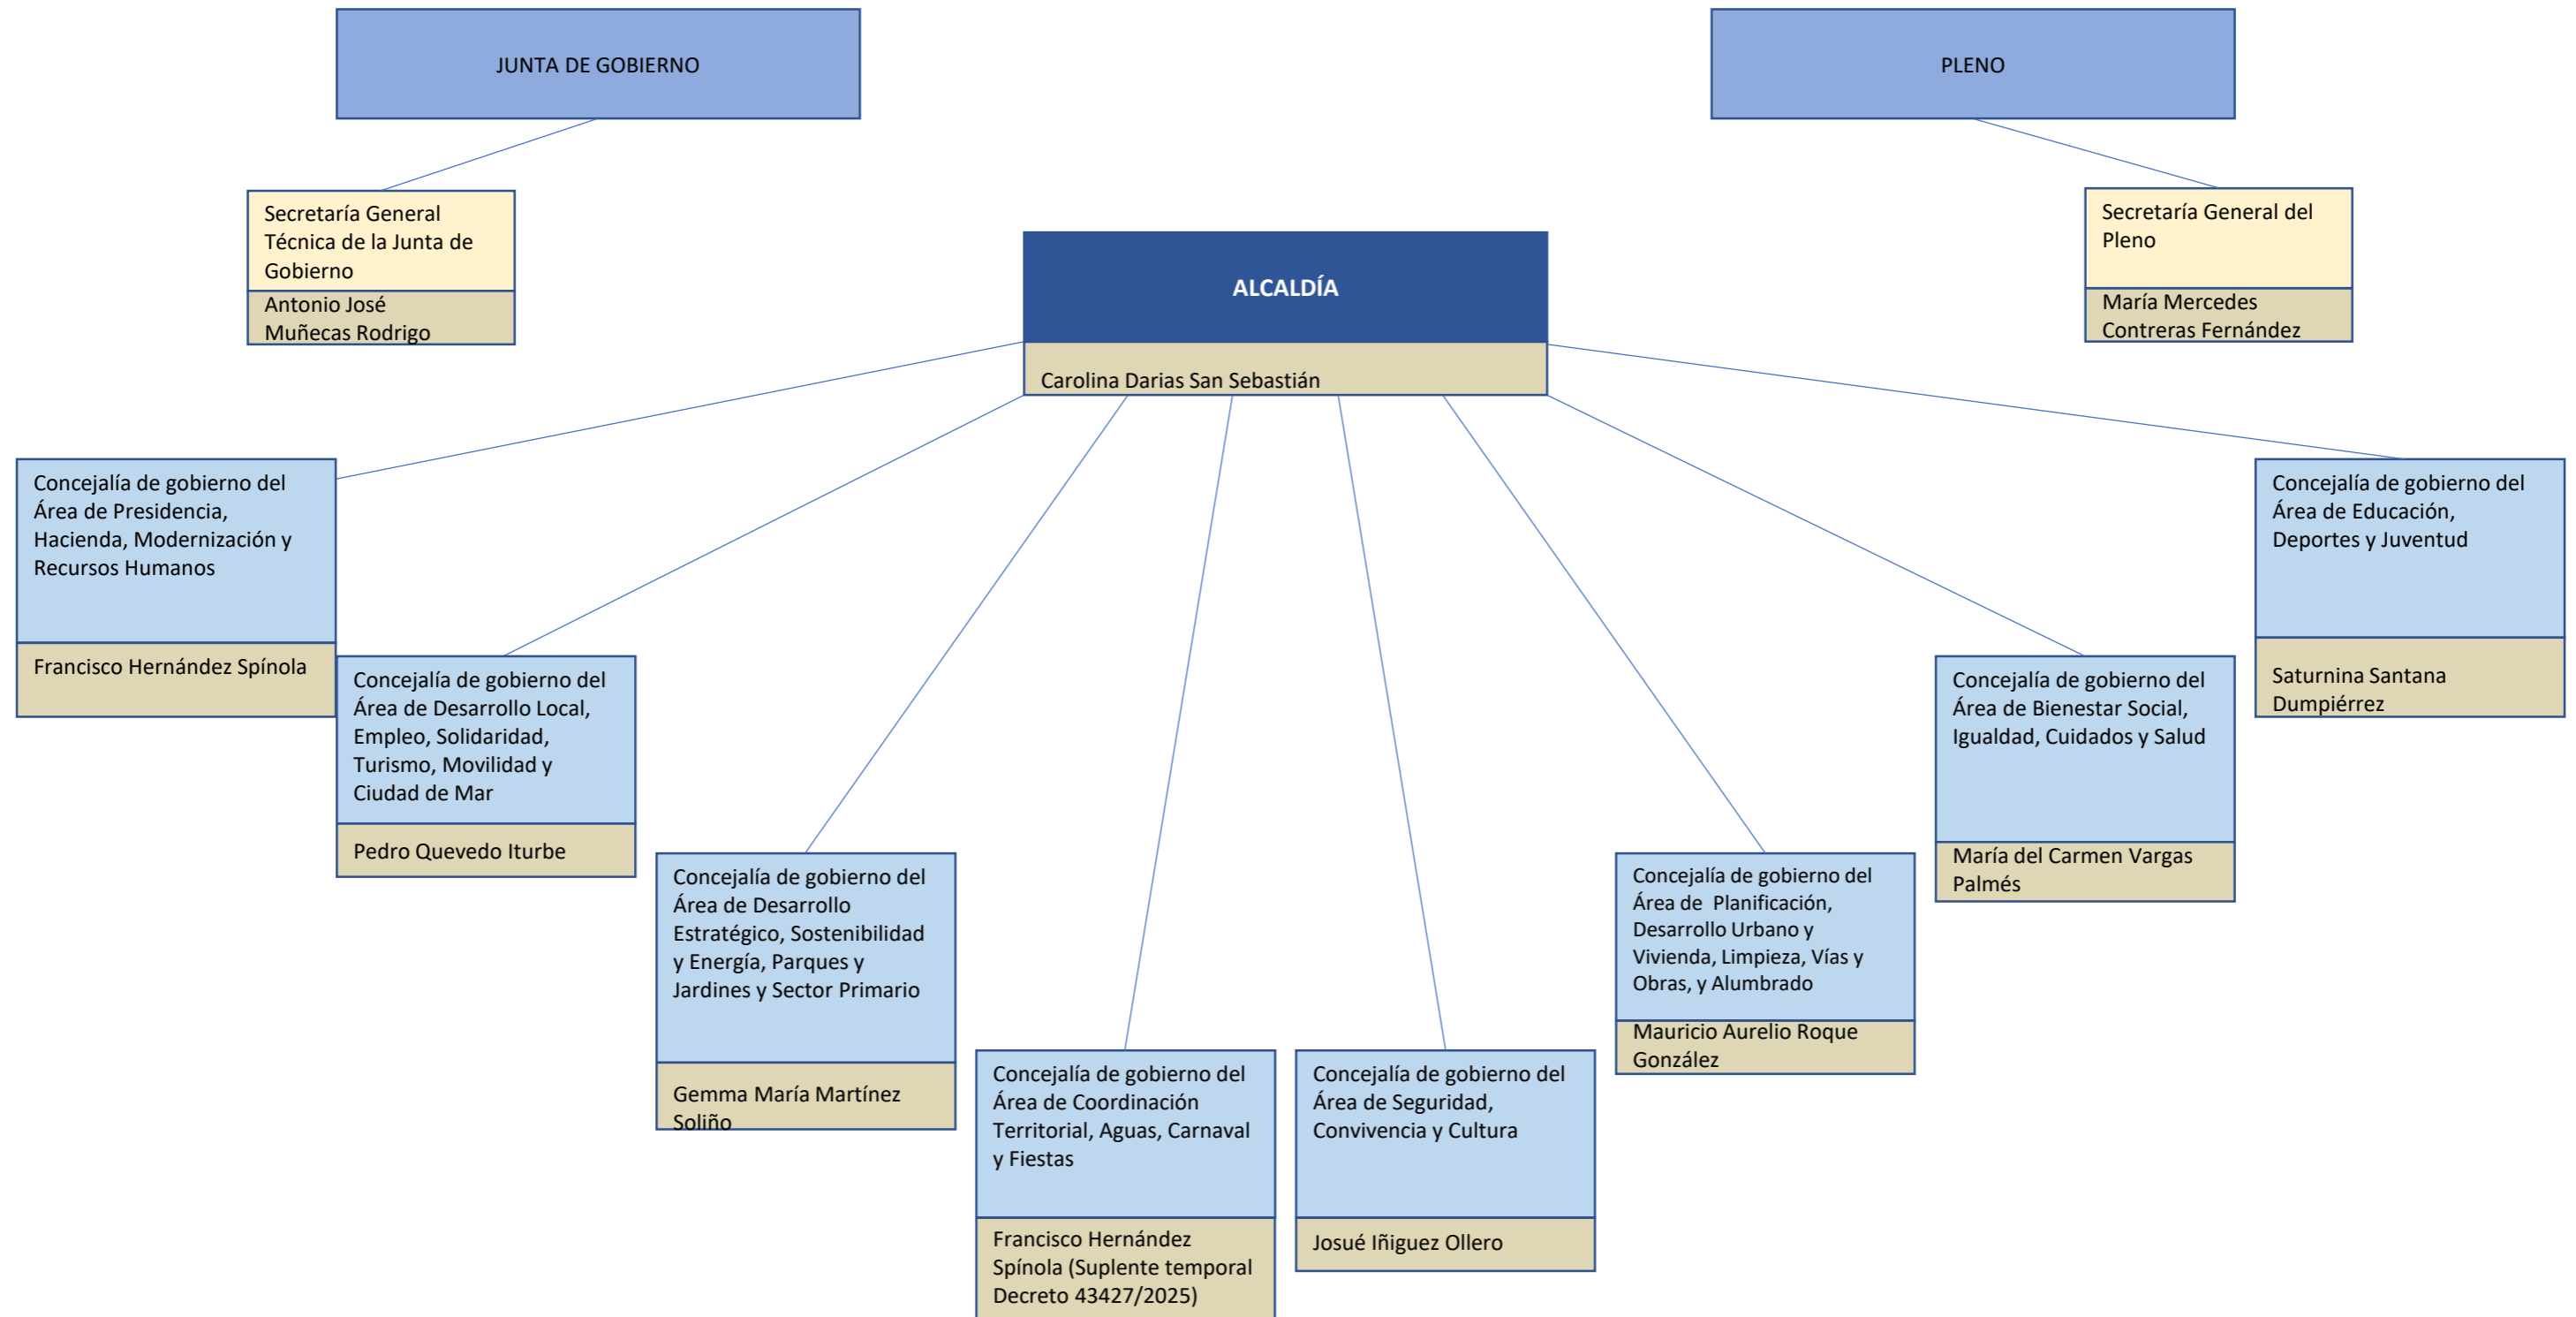 JUNTA DE GOBIERNO
PLENO
Secretaría General
Técnica de la Junta de
Gobierno
Antonio José
Muñecas Rodrigo
Secretaría General del
Pleno
María Mercedes
Contreras Fernández
ALCALDÍA
Carolina Darias San Sebastián
Concejalía de gobierno del
Área de Presidencia,
Hacienda, Modernización y
Recursos Humanos
Francisco Hernández Spínola
Concejalía de gobierno del
Área de Desarrollo Local,
Empleo, Solidaridad,
Turismo, Movilidad y
Ciudad de Mar
Pedro Quevedo Iturbe
Concejalía de gobierno del
Área de Desarrollo
Estratégico, Sostenibilidad
y Energía, Parques y
Jardines y Sector Primario
Gemma María Martínez
Soliño
Concejalía de gobierno del
Área de Coordinación
Territorial, Aguas, Carnaval
y Fiestas
Francisco Hernández
Spínola (Suplente temporal
Decreto 43427/2025)
Concejalía de gobierno del
Área de Seguridad,
Convivencia y Cultura
Josué Iñiguez Ollero
Concejalía de gobierno del
Área de Planificación,
Desarrollo Urbano y
Vivienda, Limpieza, Vías y
Obras, y Alumbrado
Mauricio Aurelio Roque
González
Concejalía de gobierno del
Área de Bienestar Social,
Igualdad, Cuidados y Salud
María del Carmen Vargas
Palmés
Concejalía de gobierno del
Área de Educación,
Deportes y Juventud
Saturnina Santana
Dumpiérrez